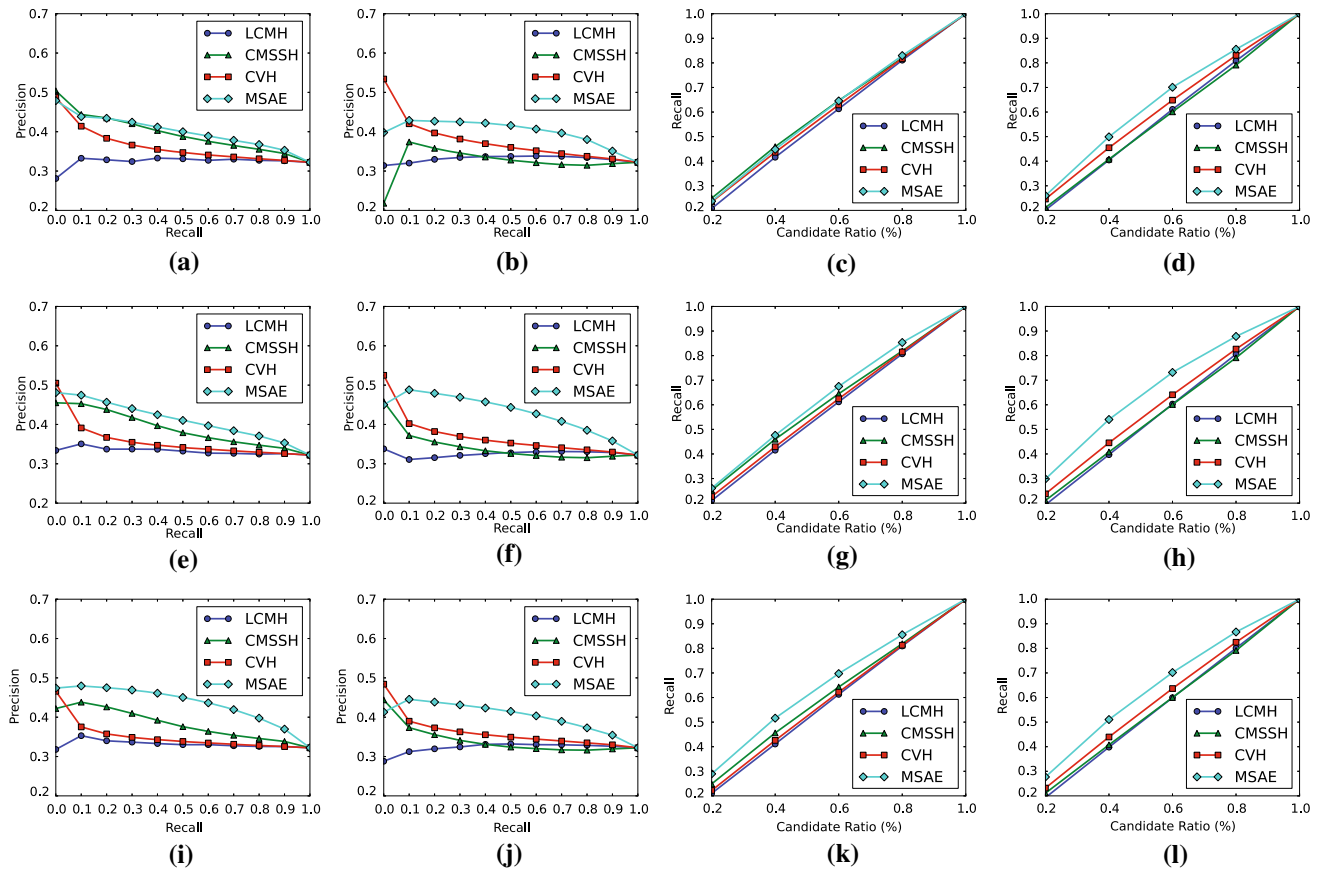 0.7 0.6 0.5 0.4 0.3 0.2
Precision
LCMH
CMSSH
CVH
MSAE
0.0 0.1 0.2 0.3 0.4 0.5 0.6 0.7 0.8 0.9 1.0
Recall
(a)
0.7 0.6 0.5 0.4 0.3 0.2
Precision
LCMH
CMSSH
CVH
MSAE
0.0 0.1 0.2 0.3 0.4 0.5 0.6 0.7 0.8 0.9 1.0
Recall
(b)
1.0 0.9 0.8 0.7 0.6 0.5 0.4 0.3 0.2
Recall
LCMH
CMSSH
CVH
MSAE
0.2 0.4 0.6 0.8 1.0
Candidate Ratio (%)
(c)
1.0 0.9 0.8 0.7 0.6 0.5 0.4 0.3 0.2
Recall
LCMH
CMSSH
CVH
MSAE
0.2 0.4 0.6 0.8 1.0
Candidate Ratio (%)
(d)
0.7 0.6 0.5 0.4 0.3 0.2
Precision
LCMH
CMSSH
CVH
MSAE
0.0 0.1 0.2 0.3 0.4 0.5 0.6 0.7 0.8 0.9 1.0
Recall
(e)
0.7 0.6 0.5 0.4 0.3 0.2
Precision
LCMH
CMSSH
CVH
MSAE
0.0 0.1 0.2 0.3 0.4 0.5 0.6 0.7 0.8 0.9 1.0
Recall
(f)
1.0 0.9 0.8 0.7 0.6 0.5 0.4 0.3 0.2
Recall
LCMH
CMSSH
CVH
MSAE
0.2 0.4 0.6 0.8 1.0
Candidate Ratio (%)
(g)
1.0 0.9 0.8 0.7 0.6 0.5 0.4 0.3 0.2
Recall
LCMH
CMSSH
CVH
MSAE
0.2 0.4 0.6 0.8 1.0
Candidate Ratio (%)
(h)
0.7 0.6 0.5 0.4 0.3 0.2
Precision
LCMH
CMSSH
CVH
MSAE
0.0 0.1 0.2 0.3 0.4 0.5 0.6 0.7 0.8 0.9 1.0
Recall
(i)
0.7 0.6 0.5 0.4 0.3 0.2
Precision
LCMH
CMSSH
CVH
MSAE
0.0 0.1 0.2 0.3 0.4 0.5 0.6 0.7 0.8 0.9 1.0
Recall
(j)
1.0 0.9 0.8 0.7 0.6 0.5 0.4 0.3 0.2
Recall
LCMH
CMSSH
CVH
MSAE
0.2 0.4 0.6 0.8 1.0
Candidate Ratio (%)
(k)
1.0 0.9 0.8 0.7 0.6 0.5 0.4 0.3 0.2
Recall
LCMH
CMSSH
CVH
MSAE
0.2 0.4 0.6 0.8 1.0
Candidate Ratio (%)
(l)